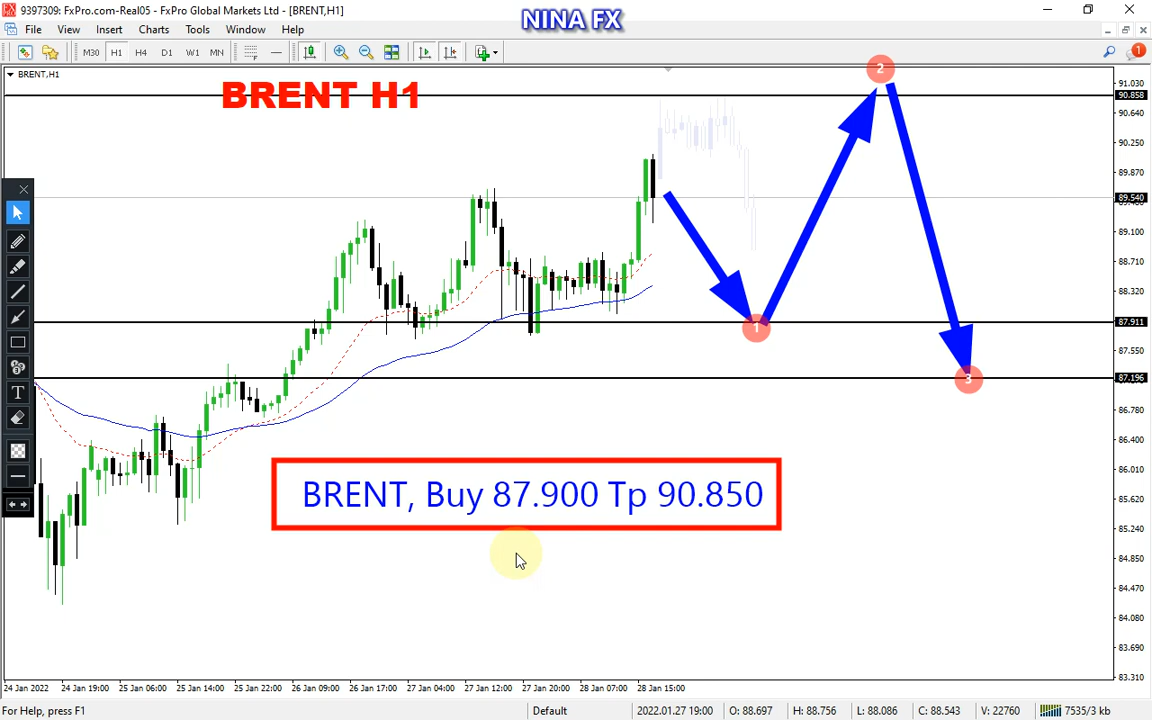 9397309: FxPro.com-Real05 - FxPro Global Markets Ltd - [BRENT,H1]
NINA FX
File View Insert Charts Tools Window Help
M30 H1 H4 D1 W1 MN
1
BRENT,H1
BRENT H1
2
91.030
90.858
90.640
90.250
89.870
89.540
89.100
88.710
88.320
1
87.911
87.550
87.196
3
86.780
86.400
86.010
85.620
85.240
84.850
84.470
84.080
83.690
83.310
T
BRENT, Buy 87.900 Tp 90.850
24 Jan 2022 24 Jan 19:00 25 Jan 06:00 25 Jan 14:00 25 Jan 22:00 26 Jan 09:00 26 Jan 17:00 27 Jan 04:00 27 Jan 12:00 27 Jan 20:00 28 Jan 07:00 28 Jan 15:00
For Help, press F1 Default 2022.01.27 19:00 O: 88.697 H: 88.756 L: 88.086 C: 88.543 V: 22760 7535/3 kb